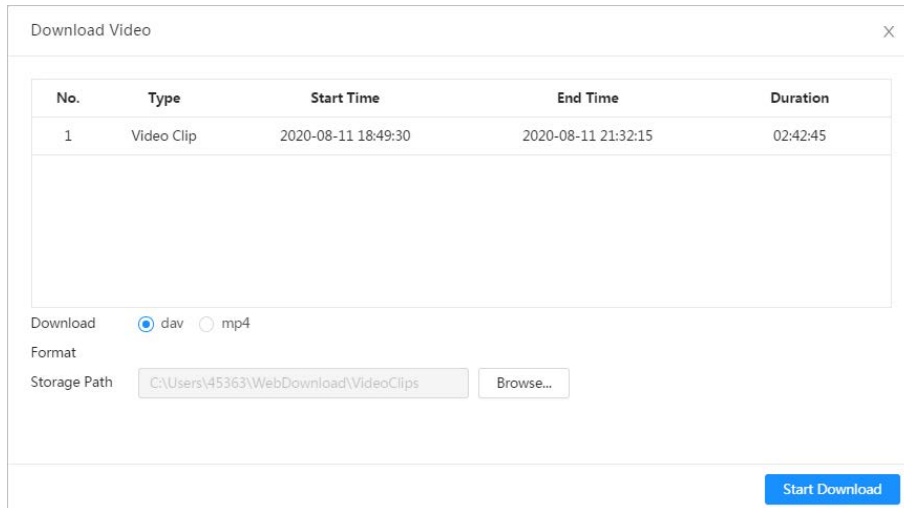 Download Video
No. Type Start Time End Time Duration
1 Video Clip 2020-08-11 18:49:30 2020-08-11 21:32:15 02:42:45
Download dav mp4
Format
Storage Path C:\Users\45363\WebDownload\VideoClips Browse...
Start Download